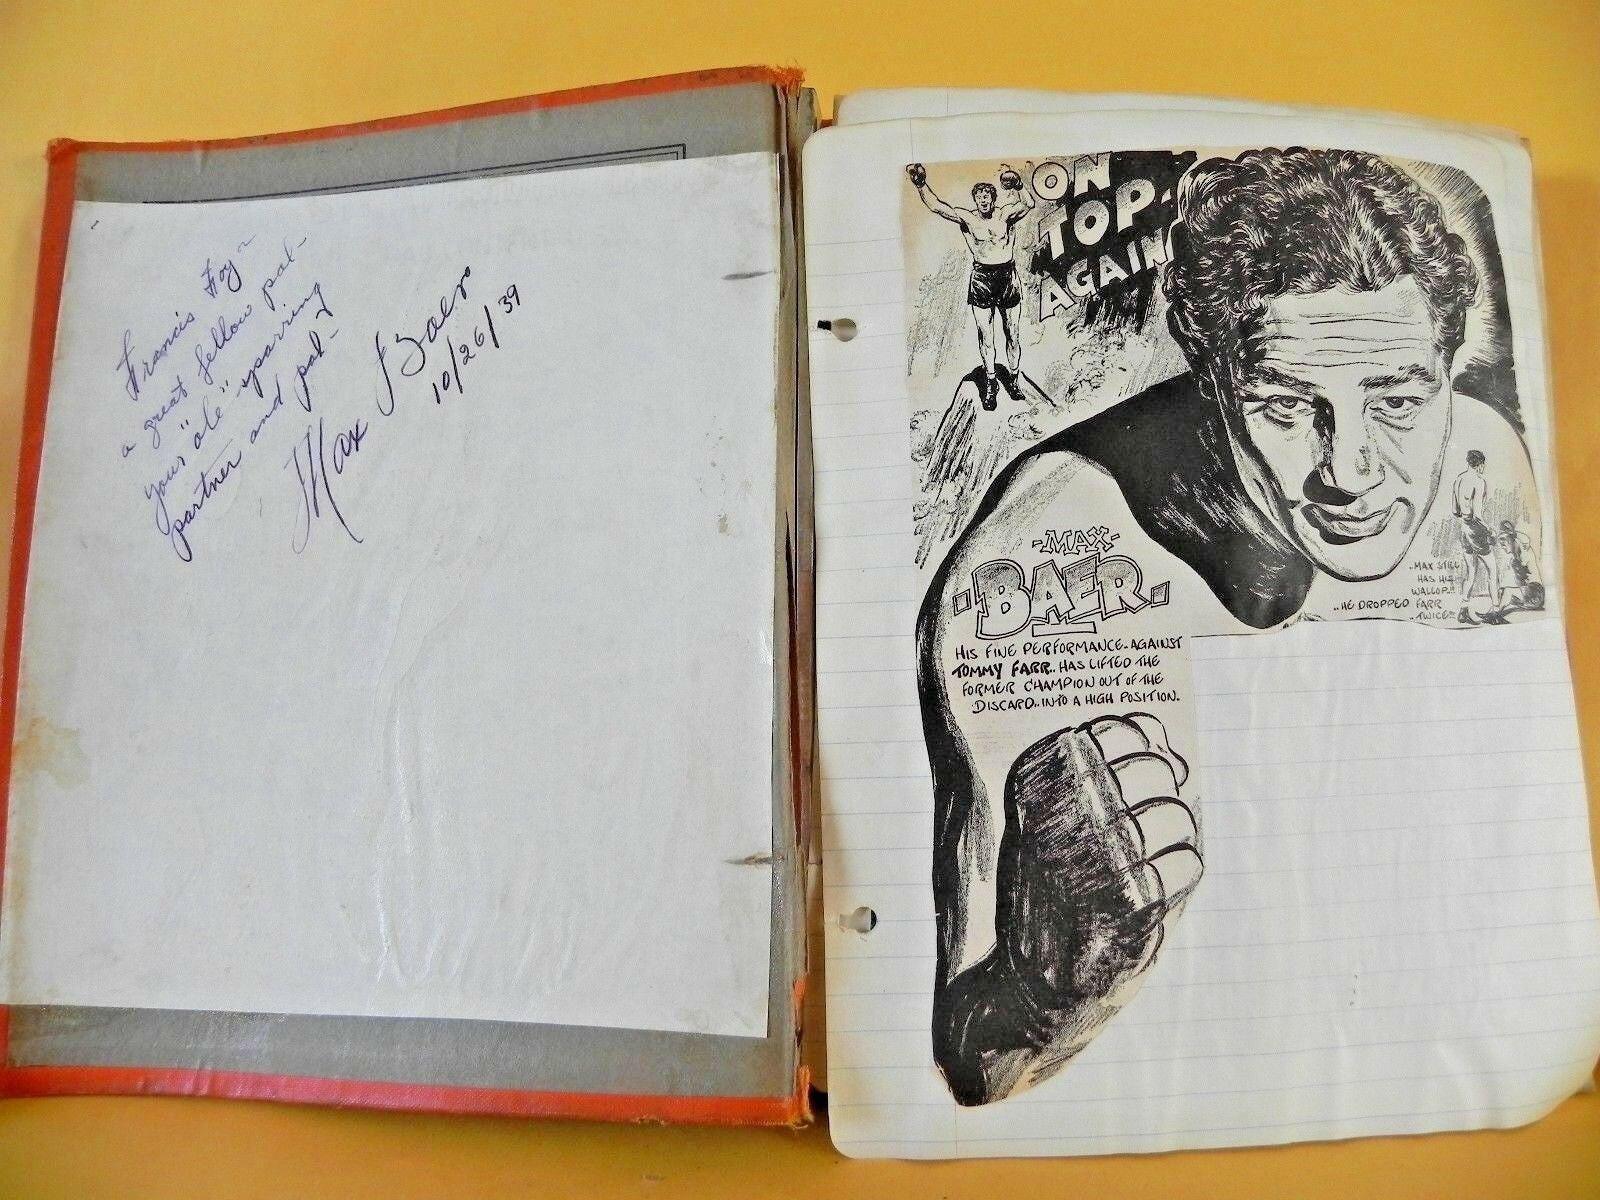 Francis Foy
a great fellow pal-
your "ole" sparring
partner and pal-
Max Baer
10/26/39
ON
TOP.
AGAIN
-MAX-
BAER
HIS FINE PERFORMANCE. AGAINST
TOMMY FARR.. HAS LIFTED THE
FORMER CHAMPION OUT OF THE
DISCARD.. INTO A HIGH POSITION.
..MAX STILL
HAS HIS
WALLOP!!
..HE DROPPED FARR
-TWICE!!